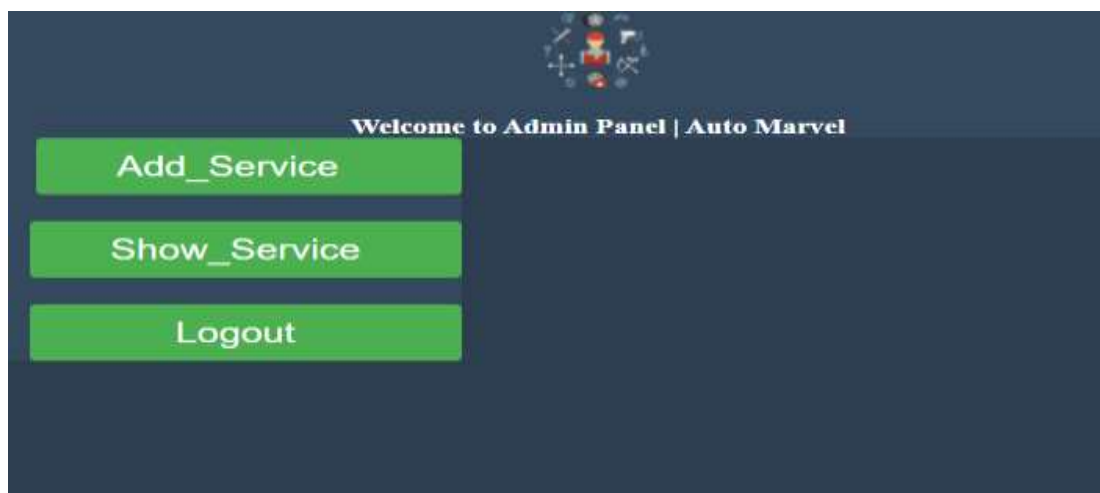 Welcome to Admin Panel | Auto Marvel
Add_Service
Show_Service
Logout